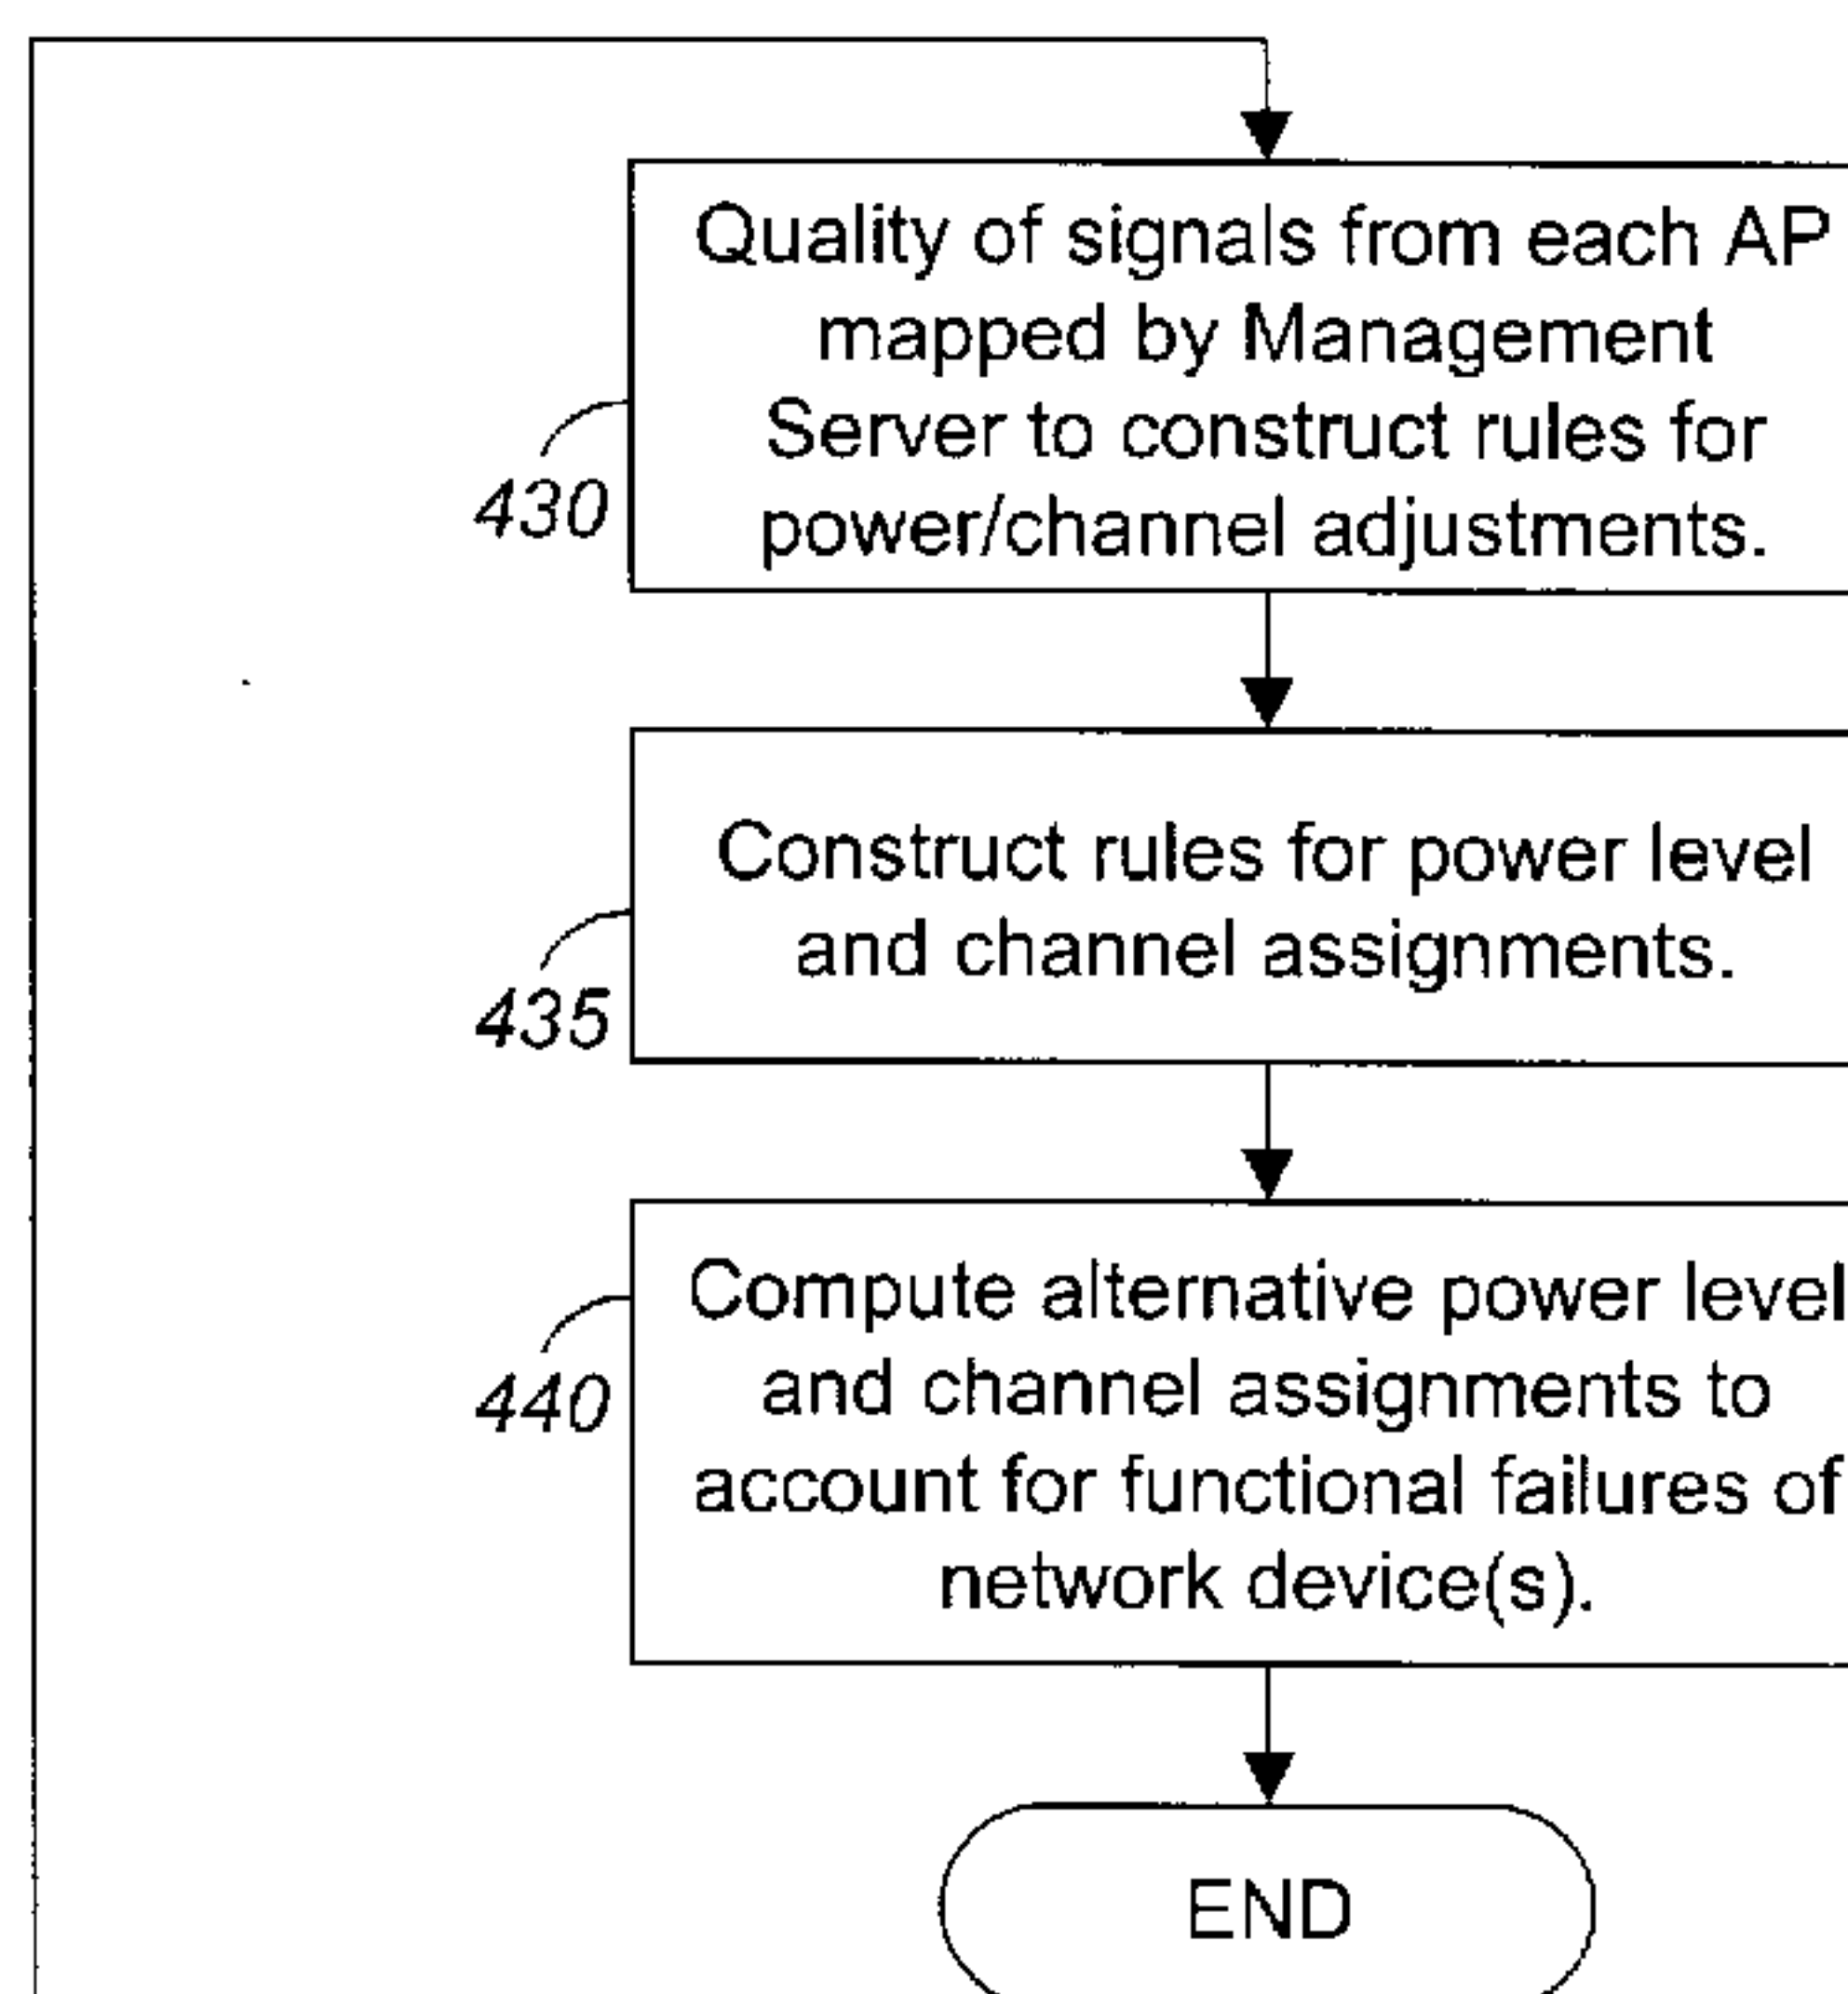 Quality of signals from each AP
mapped by Management
Server to construct rules for
power/channel adjustments.
430
Construct rules for power level
and channel assignments.
435
Compute alternative power level
and channel assignments to
account for functional failures of
network device(s).
440
END